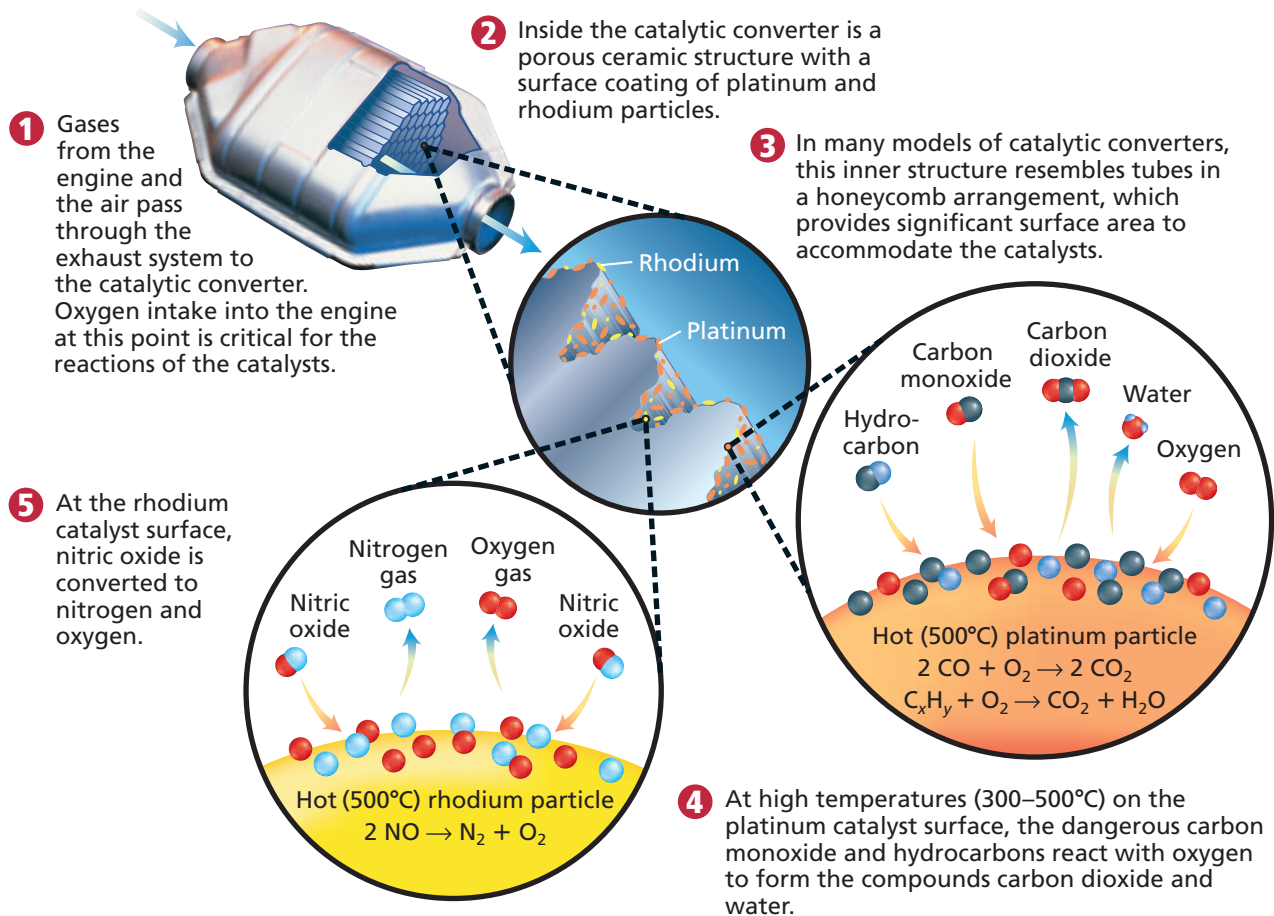 1 Gases
from the
engine and
the air pass
through the
exhaust system to
the catalytic converter.
Oxygen intake into the engine
at this point is critical for the
reactions of the catalysts.
2 Inside the catalytic converter is a
porous ceramic structure with a
surface coating of platinum and
rhodium particles.
3 In many models of catalytic converters,
this inner structure resembles tubes in
a honeycomb arrangement, which
provides significant surface area to
accommodate the catalysts.
Rhodium
Platinum
Hydro-
carbon
Carbon
monoxide
Carbon
dioxide
Water
Oxygen
Hot (500°C) platinum particle
2 CO + O₂ → 2 CO₂
CₓHᵧ + O₂ → CO₂ + H₂O
4 At high temperatures (300–500°C) on the
platinum catalyst surface, the dangerous carbon
monoxide and hydrocarbons react with oxygen
to form the compounds carbon dioxide and
water.
5 At the rhodium
catalyst surface,
nitric oxide is
converted to
nitrogen and
oxygen.
Nitric
oxide
Nitrogen
gas
Oxygen
gas
Nitric
oxide
Hot (500°C) rhodium particle
2 NO → N₂ + O₂